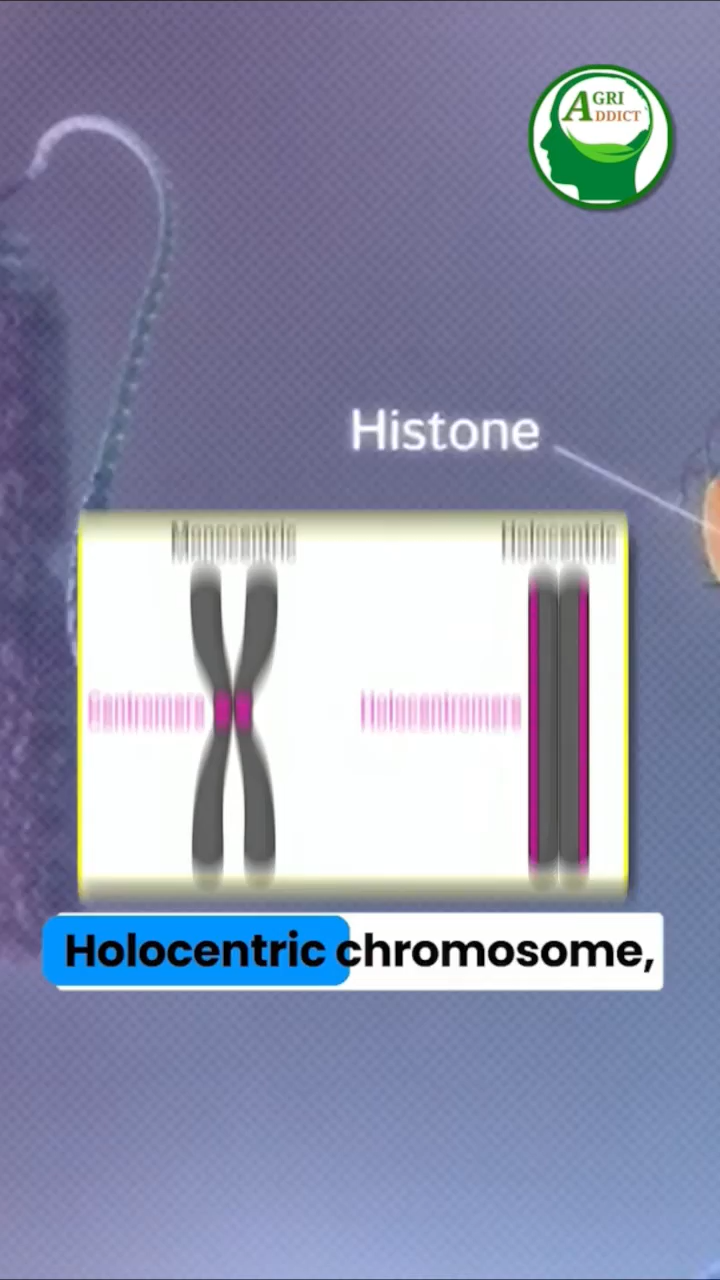 AGRI
ADDICT
Histone
Monocentric
Holocentric
Centromere
Holocentromere
Holocentric chromosome,